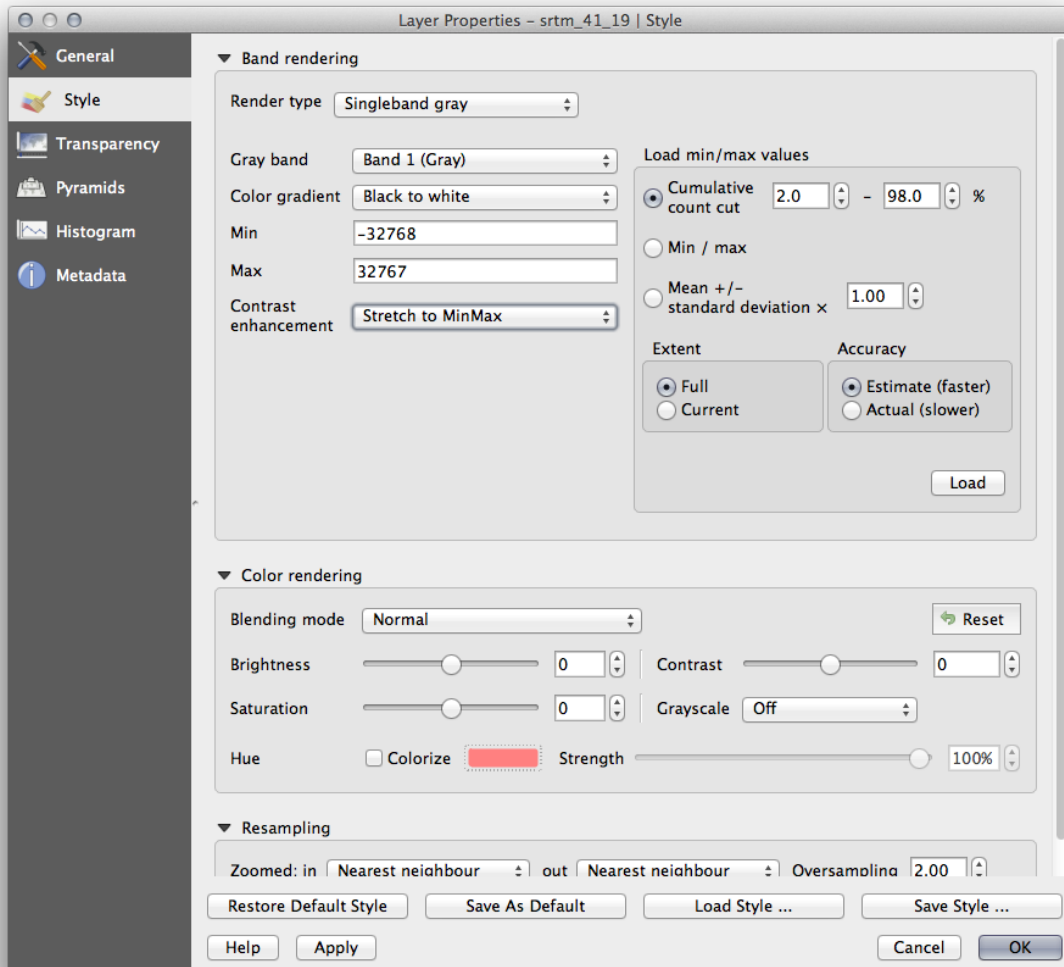 Layer Properties – srtm_41_19 | Style
General
Style
Transparency
Pyramids
Histogram
Metadata
Band rendering
Render type Singleband gray
Gray band Band 1 (Gray)
Color gradient Black to white
Min -32768
Max 32767
Contrast
enhancement Stretch to MinMax
Load min/max values
Cumulative
count cut 2.0 – 98.0 %
Min / max
Mean +/-
standard deviation × 1.00
Extent
Full
Current
Accuracy
Estimate (faster)
Actual (slower)
Load
Color rendering
Blending mode Normal Reset
Brightness 0 Contrast 0
Saturation 0 Grayscale Off
Hue Colorize Strength 100%
Resampling
Zoomed: in Nearest neighbour out Nearest neighbour Oversampling 2.00
Restore Default Style Save As Default Load Style ... Save Style ...
Help Apply Cancel OK